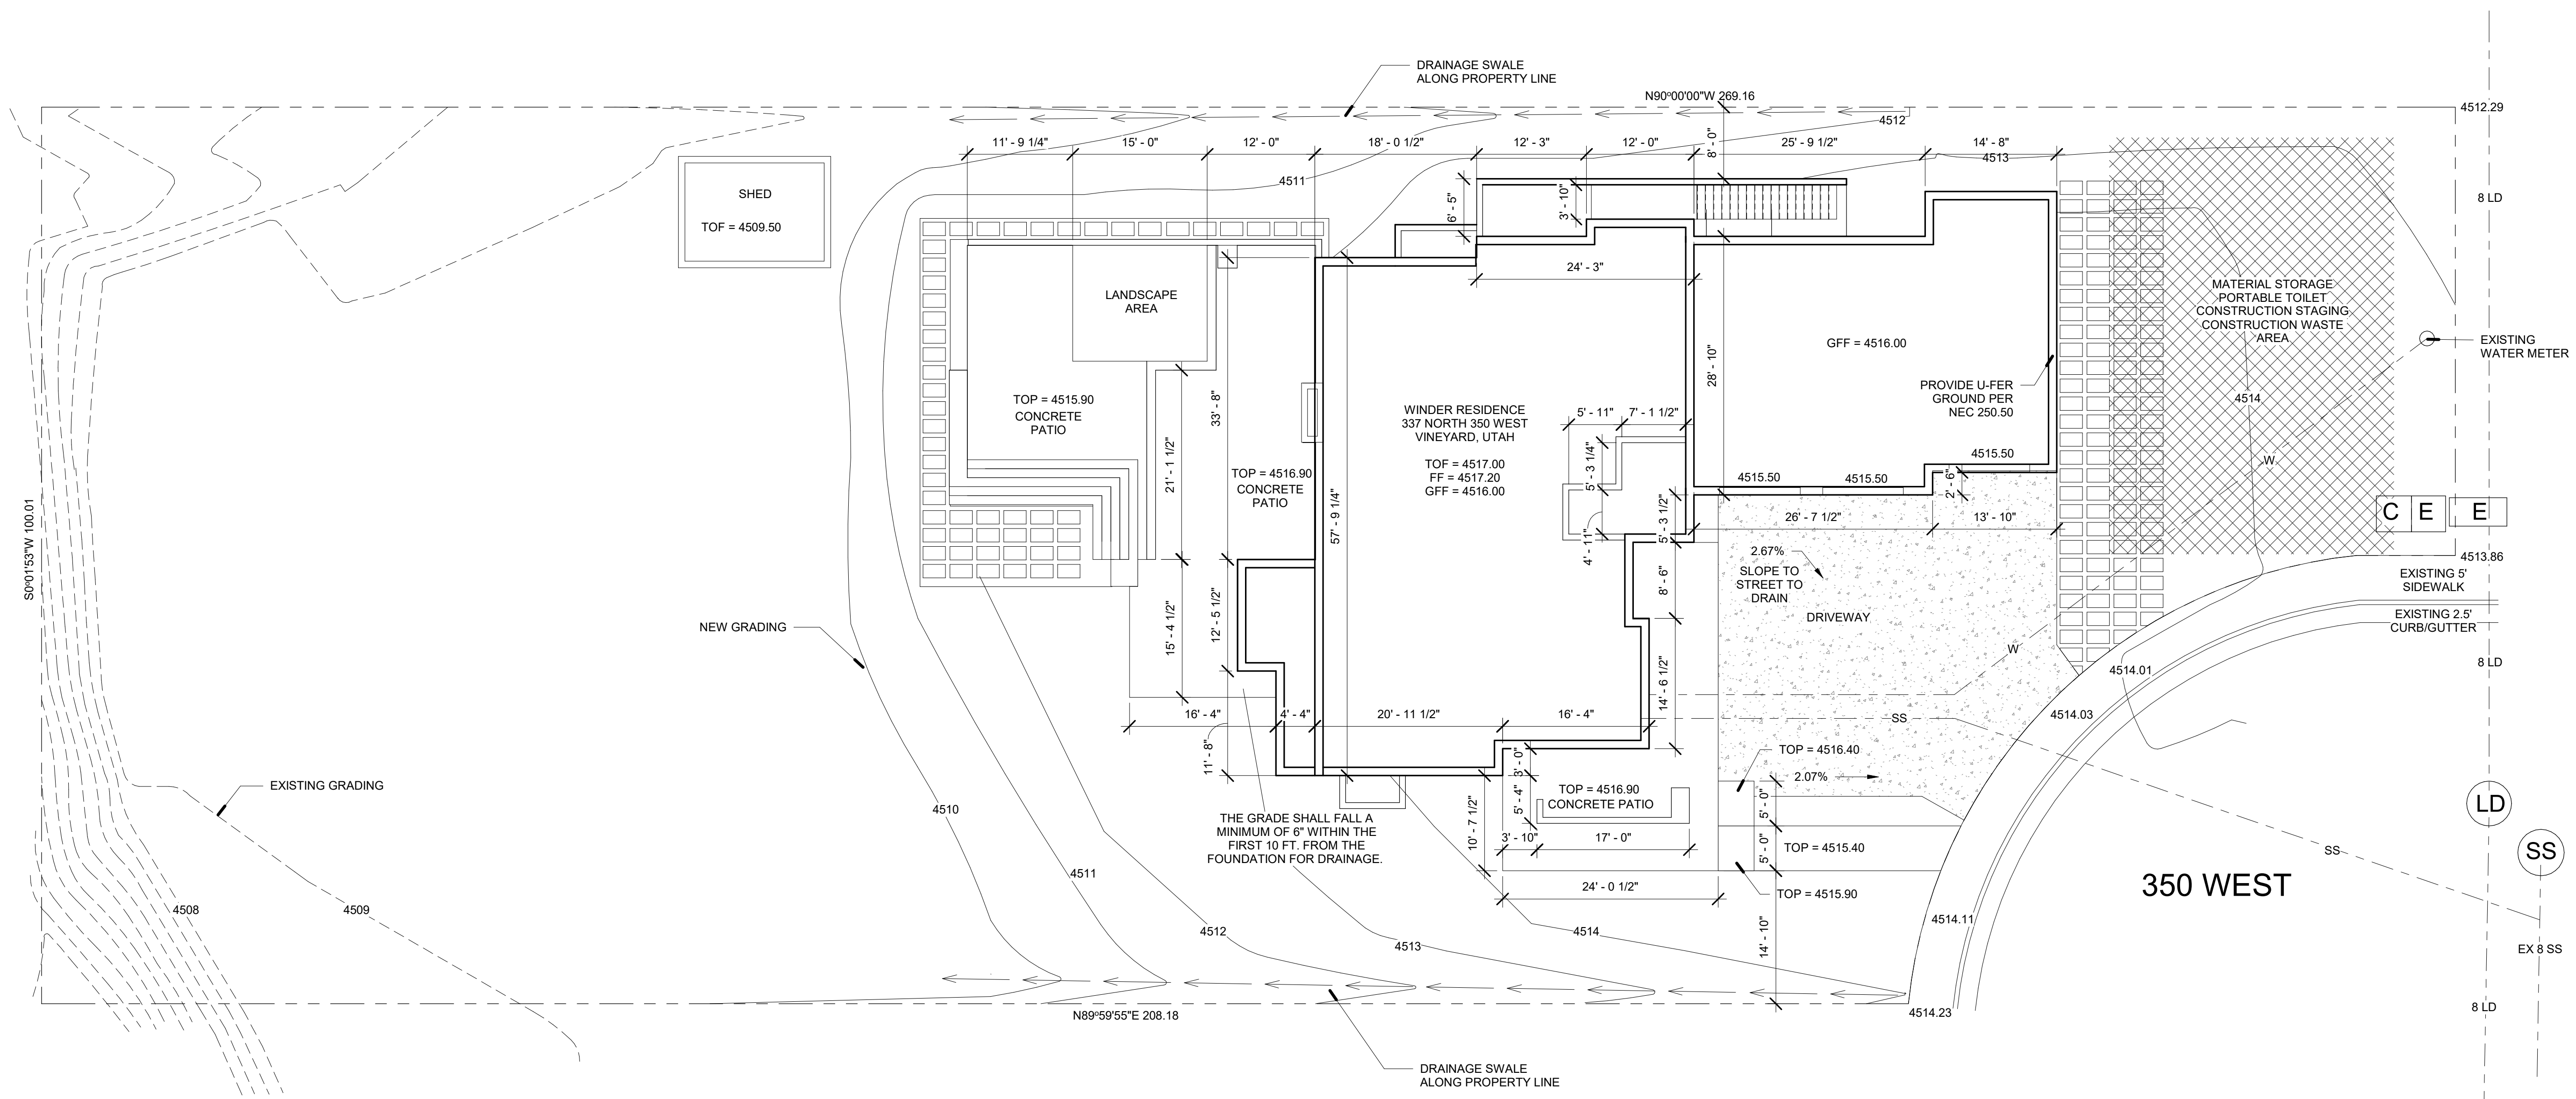 DRAINAGE SWALE
ALONG PROPERTY LINE
N90º00'00"W 269.16
4512.29
4512
8' - 0"
11' - 9 1/4"
15' - 0"
12' - 0"
18' - 0 1/2"
12' - 3"
12' - 0"
25' - 9 1/2"
14' - 8"
4513
4511
SHED
TOF = 4509.50
6' - 5"
3' - 10"
8 LD
24' - 3"
LANDSCAPE
AREA
MATERIAL STORAGE
PORTABLE TOILET
CONSTRUCTION STAGING
CONSTRUCTION WASTE
AREA
EXISTING
WATER METER
GFF = 4516.00
28' - 10"
PROVIDE U-FER
GROUND PER
NEC 250.50
4514
TOP = 4515.90
CONCRETE
PATIO
33' - 8"
WINDER RESIDENCE
337 NORTH 350 WEST
VINEYARD, UTAH
TOF = 4517.00
FF = 4517.20
GFF = 4516.00
5' - 11"
7' - 1 1/2"
5' - 3 1/4"
21' - 1 1/2"
TOP = 4516.90
CONCRETE
PATIO
57' - 9 1/4"
4515.50
4515.50
4515.50
2' - 6"
W
C
E
E
S0º01'53"W 100.01
4' - 11"
5' - 3 1/2"
26' - 7 1/2"
13' - 10"
4513.86
2.67%
SLOPE TO
STREET TO
DRAIN
DRIVEWAY
8' - 6"
EXISTING 5'
SIDEWALK
EXISTING 2.5'
CURB/GUTTER
NEW GRADING
15' - 4 1/2"
12' - 5 1/2"
W
8 LD
4514.01
14' - 6 1/2"
16' - 4"
4' - 4"
20' - 11 1/2"
16' - 4"
SS
4514.03
11' - 8"
3' - 0"
TOP = 4516.40
2.07%
EXISTING GRADING
TOP = 4516.90
CONCRETE PATIO
5' - 4"
5' - 0"
LD
4510
THE GRADE SHALL FALL A
MINIMUM OF 6" WITHIN THE
FIRST 10 FT. FROM THE
FOUNDATION FOR DRAINAGE.
10' - 7 1/2"
3' - 10"
17' - 0"
5' - 0"
TOP = 4515.40
SS
SS
4511
24' - 0 1/2"
TOP = 4515.90
350 WEST
4508
4509
4512
4513
4514
4514.11
14' - 10"
EX 8 SS
N89º59'55"E 208.18
4514.23
8 LD
DRAINAGE SWALE
ALONG PROPERTY LINE